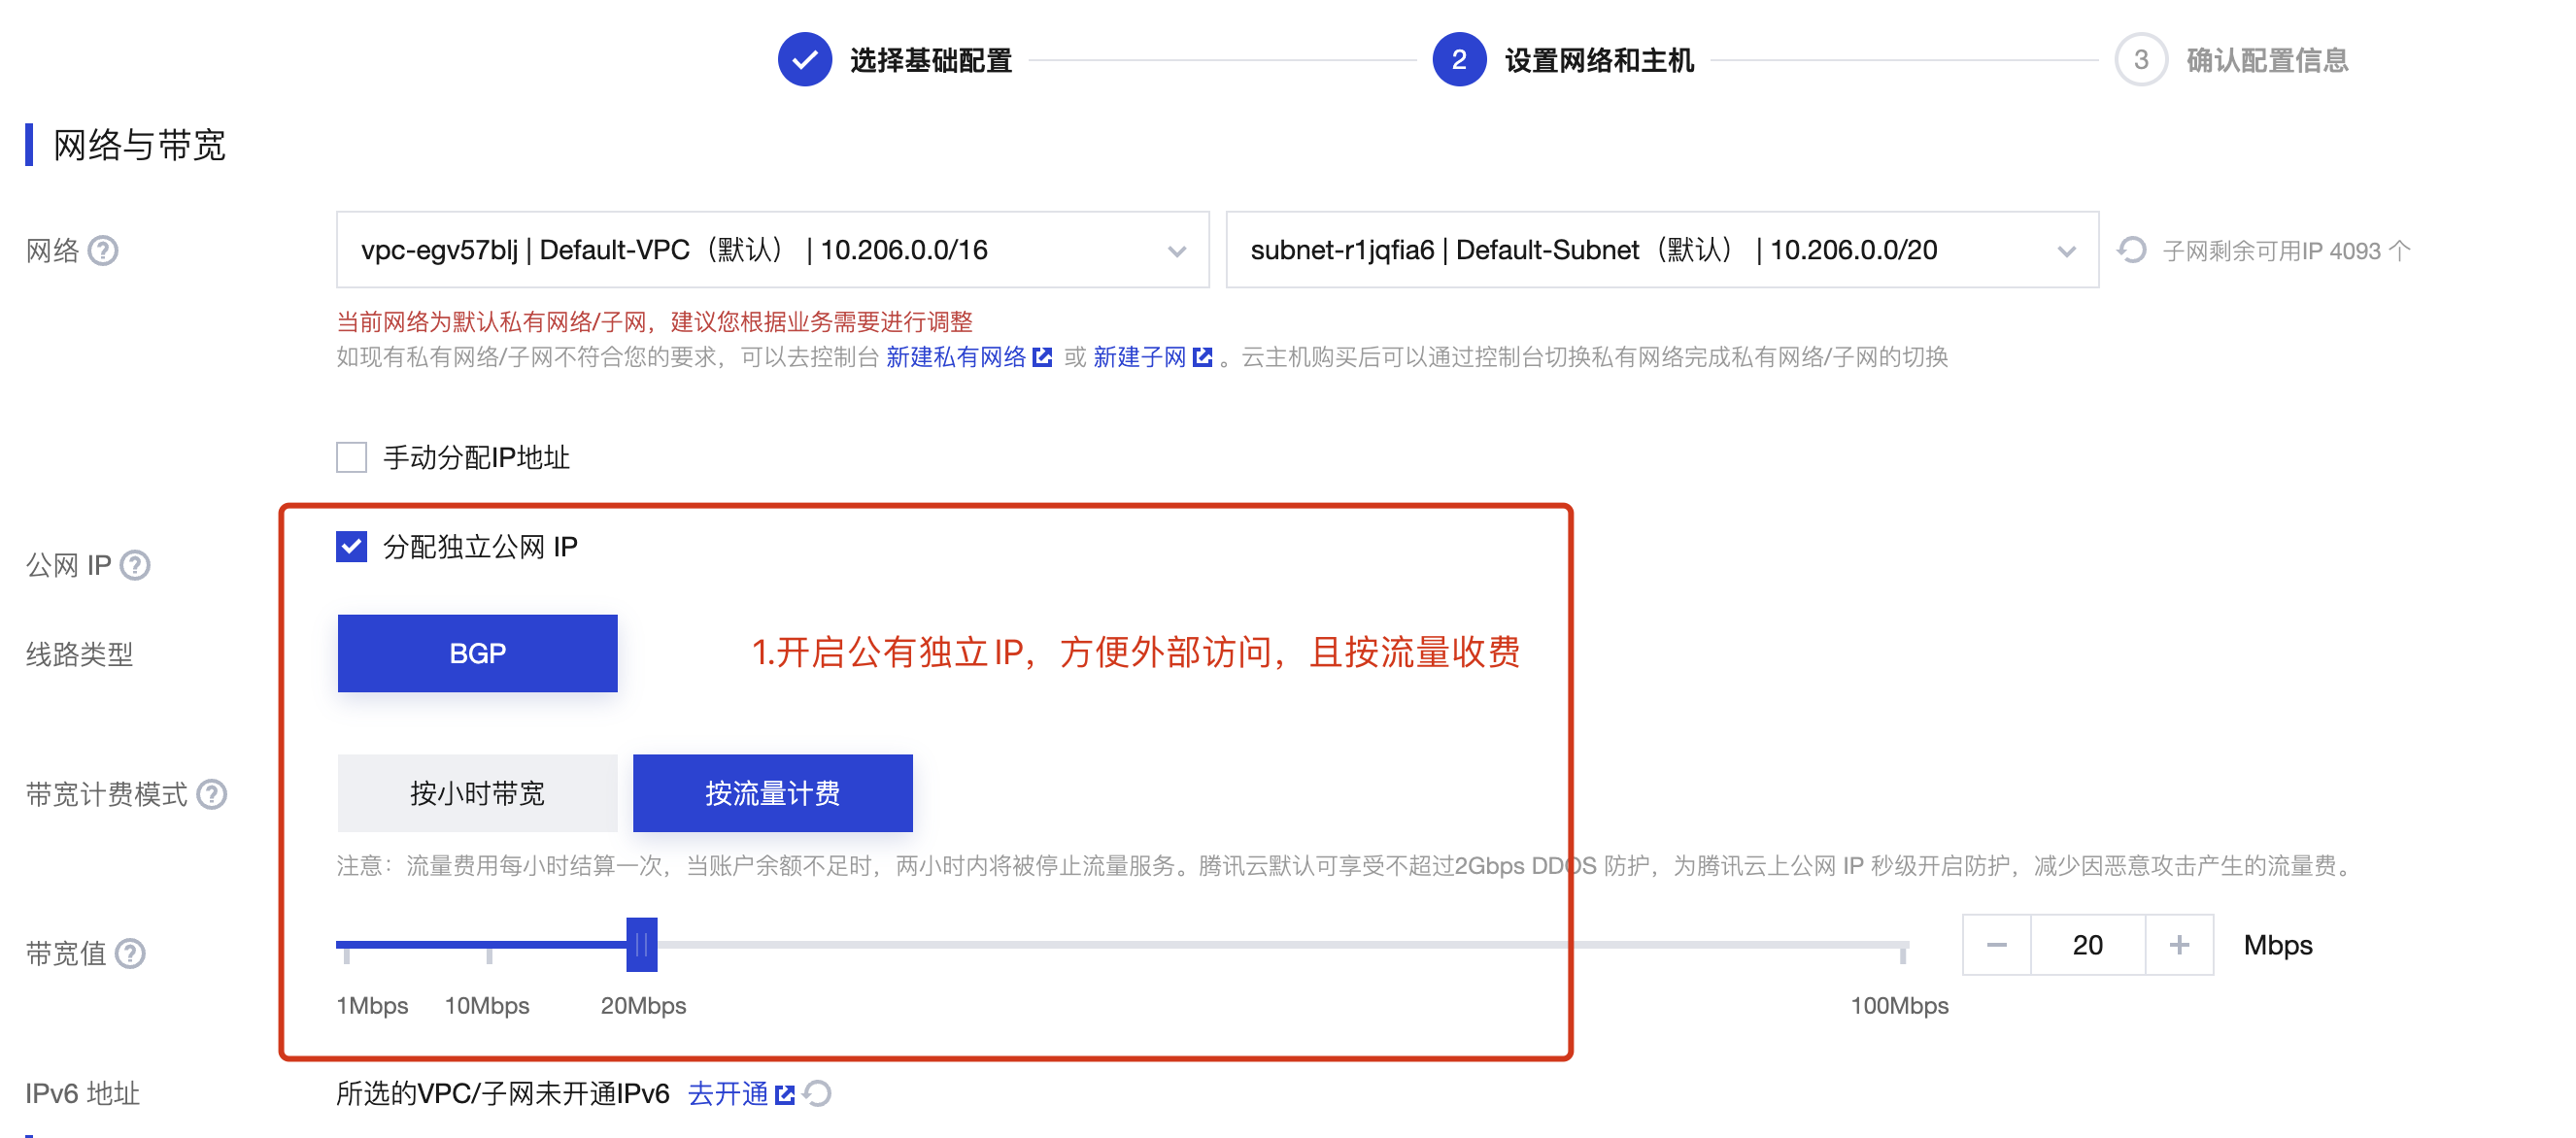 选择基础配置
2 设置网络和主机
3 确认配置信息
网络与带宽
网络 ?
vpc-egv57blj | Default-VPC（默认） | 10.206.0.0/16
subnet-r1jqfia6 | Default-Subnet（默认） | 10.206.0.0/20
子网剩余可用IP 4093 个
当前网络为默认私有网络/子网，建议您根据业务需要进行调整
如现有私有网络/子网不符合您的要求，可以去控制台 新建私有网络 或 新建子网 。云主机购买后可以通过控制台切换私有网络完成私有网络/子网的切换
手动分配IP地址
公网 IP ?
分配独立公网 IP
线路类型
BGP
1.开启公有独立IP，方便外部访问，且按流量收费
带宽计费模式 ?
按小时带宽
按流量计费
注意：流量费用每小时结算一次，当账户余额不足时，两小时内将被停止流量服务。腾讯云默认可享受不超过2Gbps DDOS 防护，为腾讯云上公网 IP 秒级开启防护，减少因恶意攻击产生的流量费。
带宽值 ?
1Mbps
10Mbps
20Mbps
100Mbps
− 20 + Mbps
IPv6 地址
所选的VPC/子网未开通IPv6 去开通